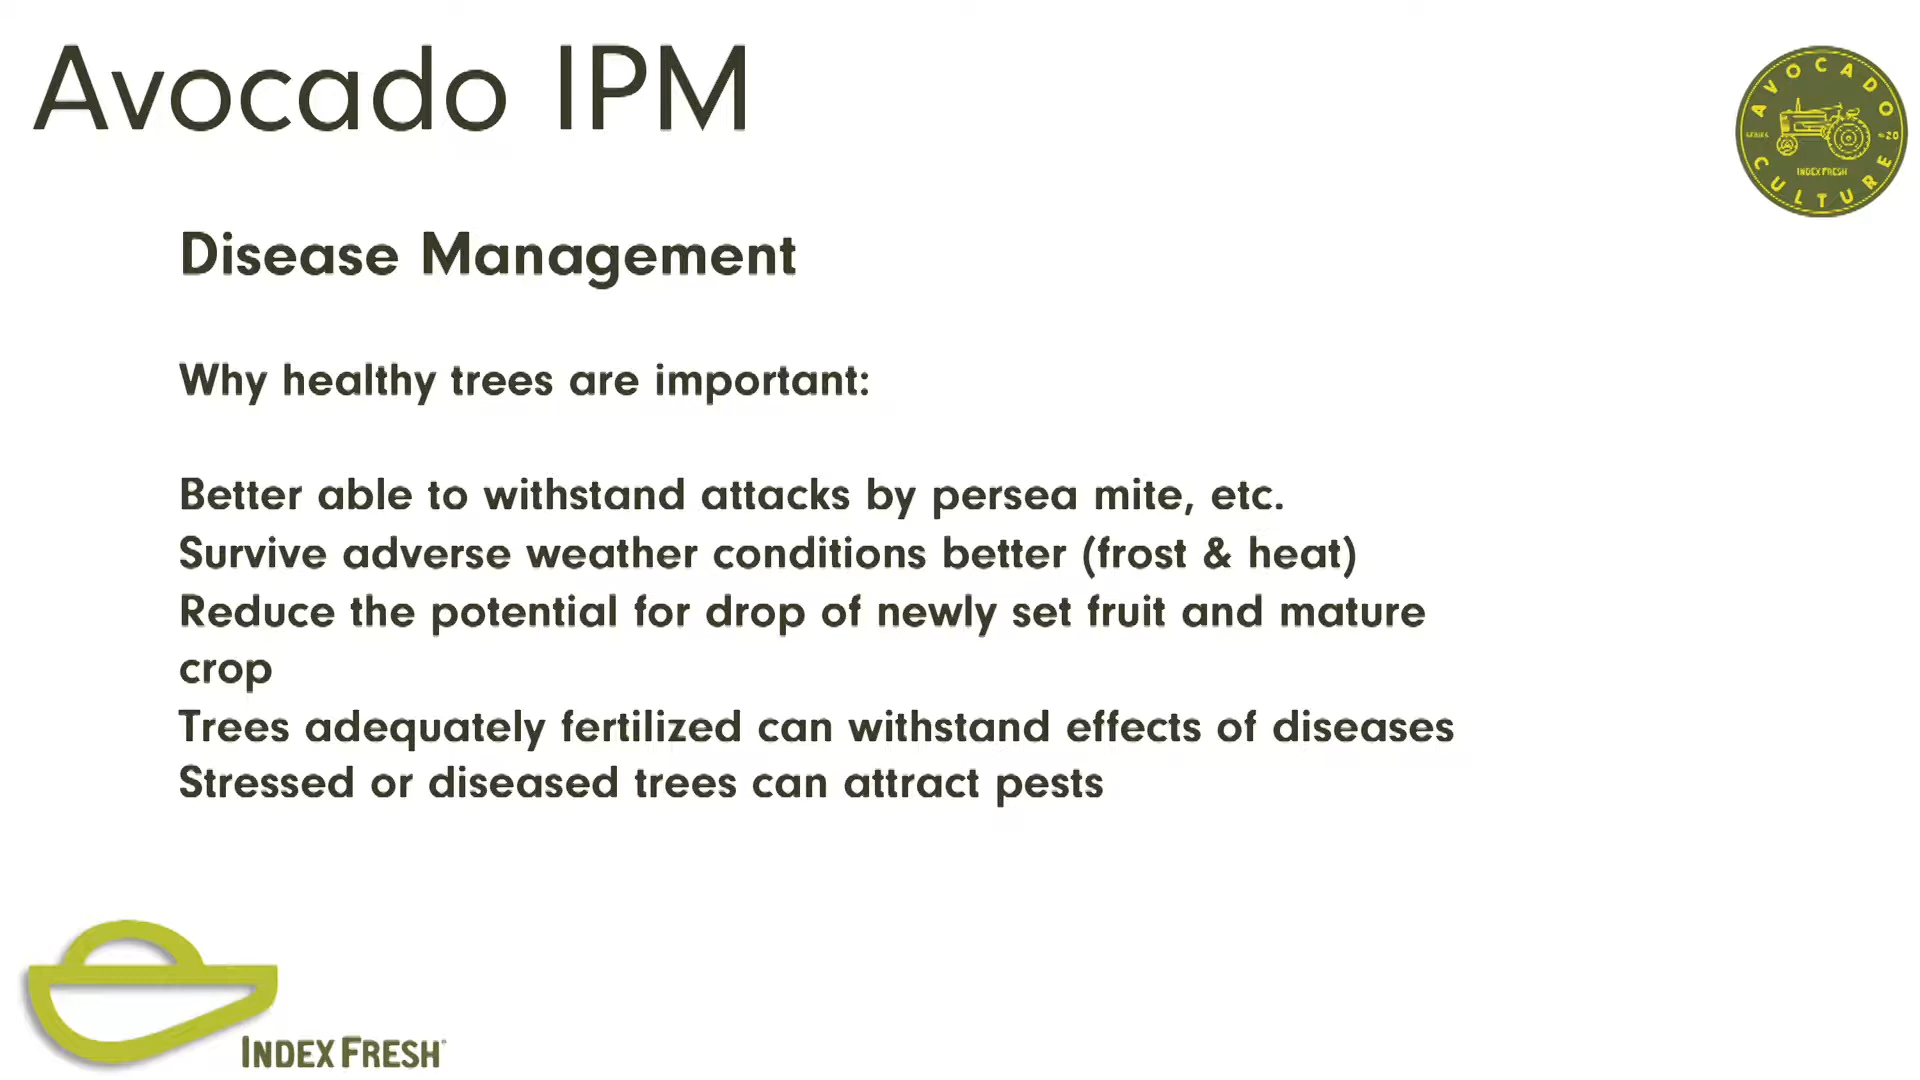 Avocado IPM
AVOCADO
SERIES
INDEX FRESH
CULTURE
Disease Management
Why healthy trees are important:
Better able to withstand attacks by persea mite, etc.
Survive adverse weather conditions better (frost & heat)
Reduce the potential for drop of newly set fruit and mature
crop
Trees adequately fertilized can withstand effects of diseases
Stressed or diseased trees can attract pests
INDEX FRESH